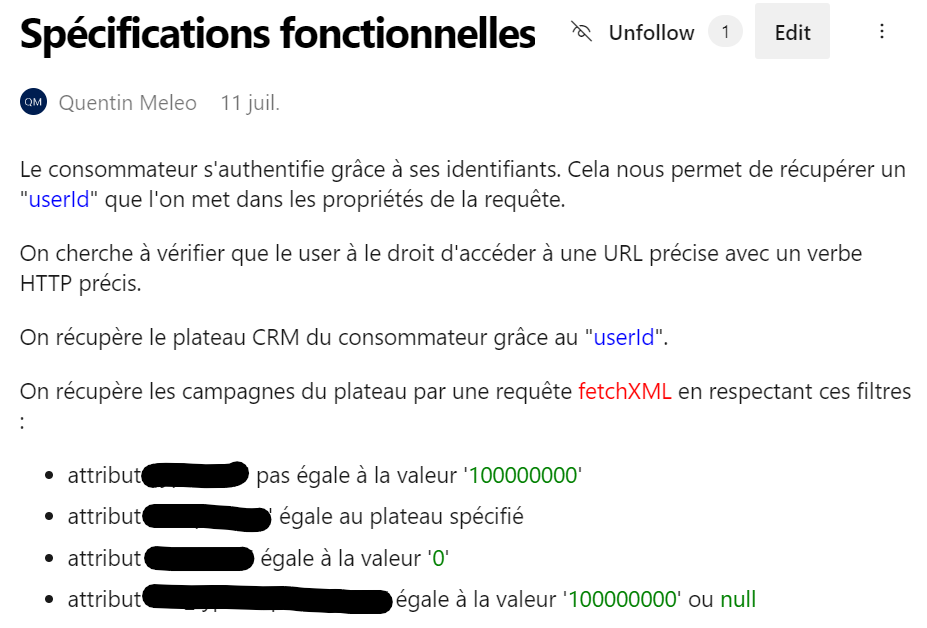 Spécifications fonctionnelles Unfollow 1 Edit
QM Quentin Meleo 11 juil.
Le consommateur s'authentifie grâce à ses identifiants. Cela nous permet de récupérer un
"userId" que l'on met dans les propriétés de la requête.
On cherche à vérifier que le user à le droit d'accéder à une URL précise avec un verbe
HTTP précis.
On récupère le plateau CRM du consommateur grâce au "userId".
On récupère les campagnes du plateau par une requête fetchXML en respectant ces filtres
:
• attribut pas égale à la valeur '100000000'
• attribut ' égale au plateau spécifié
• attribut ' égale à la valeur '0'
• attribut égale à la valeur '100000000' ou null